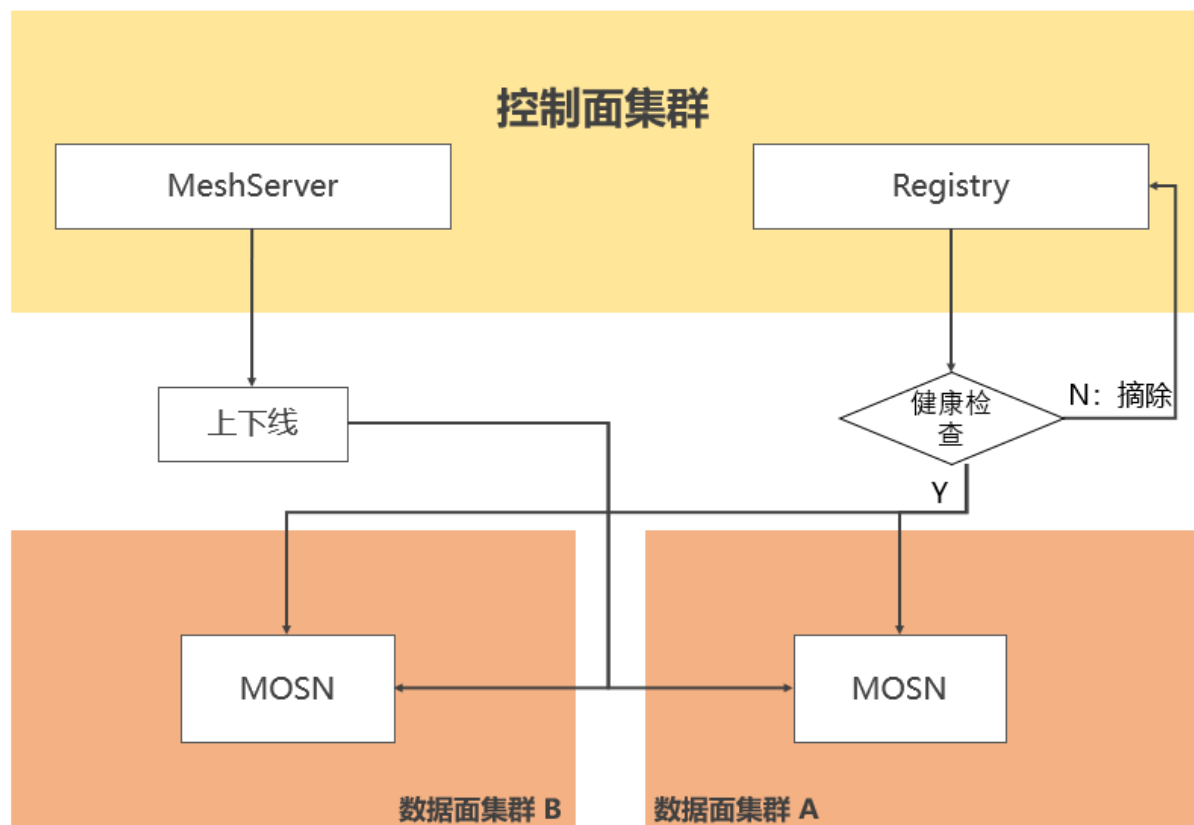 控制面集群
MeshServer
Registry
上下线
健康检
查
N：摘除
Y
MOSN
MOSN
数据面集群 B
数据面集群 A